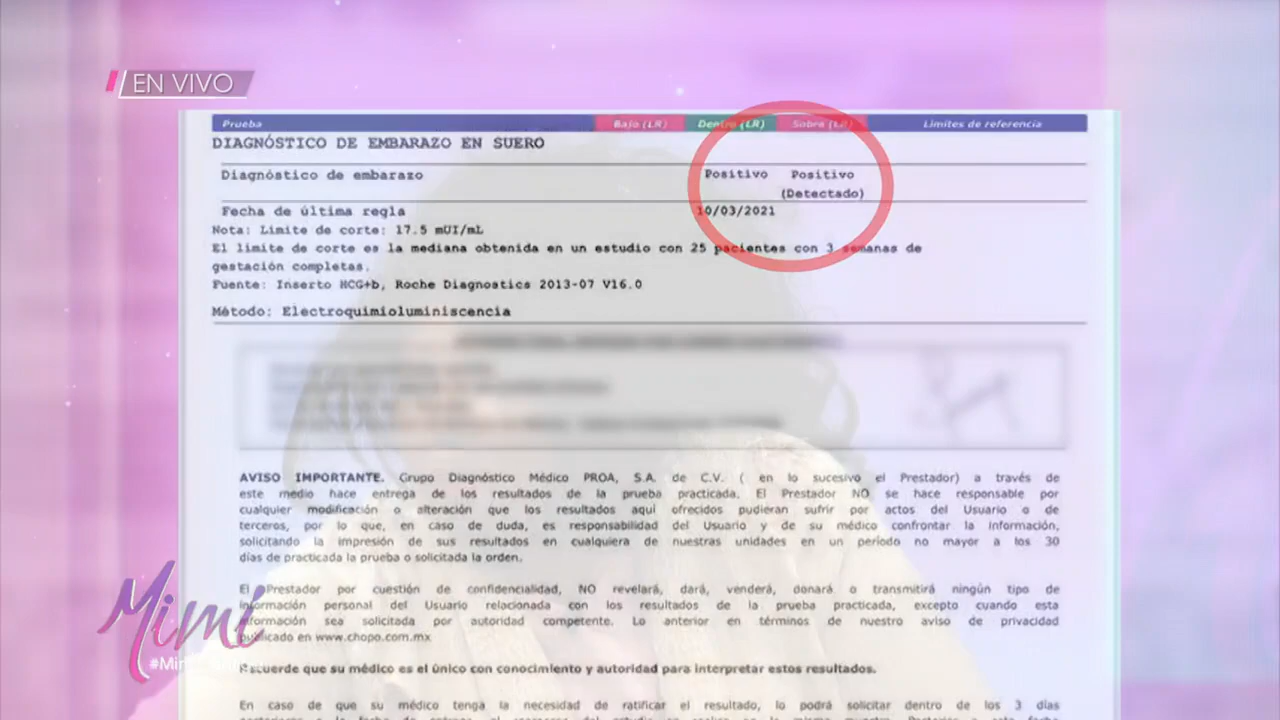 EN VIVO
Prueba Bajo (LR) Dentro (LR) Sobre (LR) Limites de referencia
DIAGNÓSTICO DE EMBARAZO EN SUERO
Diagnóstico de embarazo Positivo Positivo
(Detectado)
Fecha de última regla 10/03/2021
Nota: Limite de corte: 17.5 mUI/mL
El limite de corte es la mediana obtenida en un estudio con 25 pacientes con 3 semanas de
gestación completas.
Fuente: Inserto HCG+b, Roche Diagnostics 2013-07 V16.0
Método: Electroquimioluminiscencia
AVISO IMPORTANTE. Grupo Diagnóstico Médico PROA, S.A. de C.V. ( en lo sucesivo el Prestador) a través de
este medio hace entrega de los resultados de la prueba practicada. El Prestador NO se hace responsable por
cualquier modificación o alteración que los resultados aquí ofrecidos pudieran sufrir por actos del Usuario o de
terceros, por lo que, en caso de duda, es responsabilidad del Usuario y de su médico confrontar la información,
solicitando la impresión de sus resultados en cualquiera de nuestras unidades en un período no mayor a los 30
días de practicada la prueba o solicitada la orden.
El Prestador por cuestión de confidencialidad, NO revelará, dará, venderá, donará o transmitirá ningún tipo de
información personal del Usuario relacionada con los resultados de la prueba practicada, excepto cuando esta
información sea solicitada por autoridad competente. Lo anterior en términos de nuestro aviso de privacidad
publicado en www.chopo.com.mx
Mimí
Recuerde que su médico es el único con conocimiento y autoridad para interpretar estos resultados.
En caso de que su médico tenga la necesidad de ratificar el resultado, lo podrá solicitar dentro de los 3 días